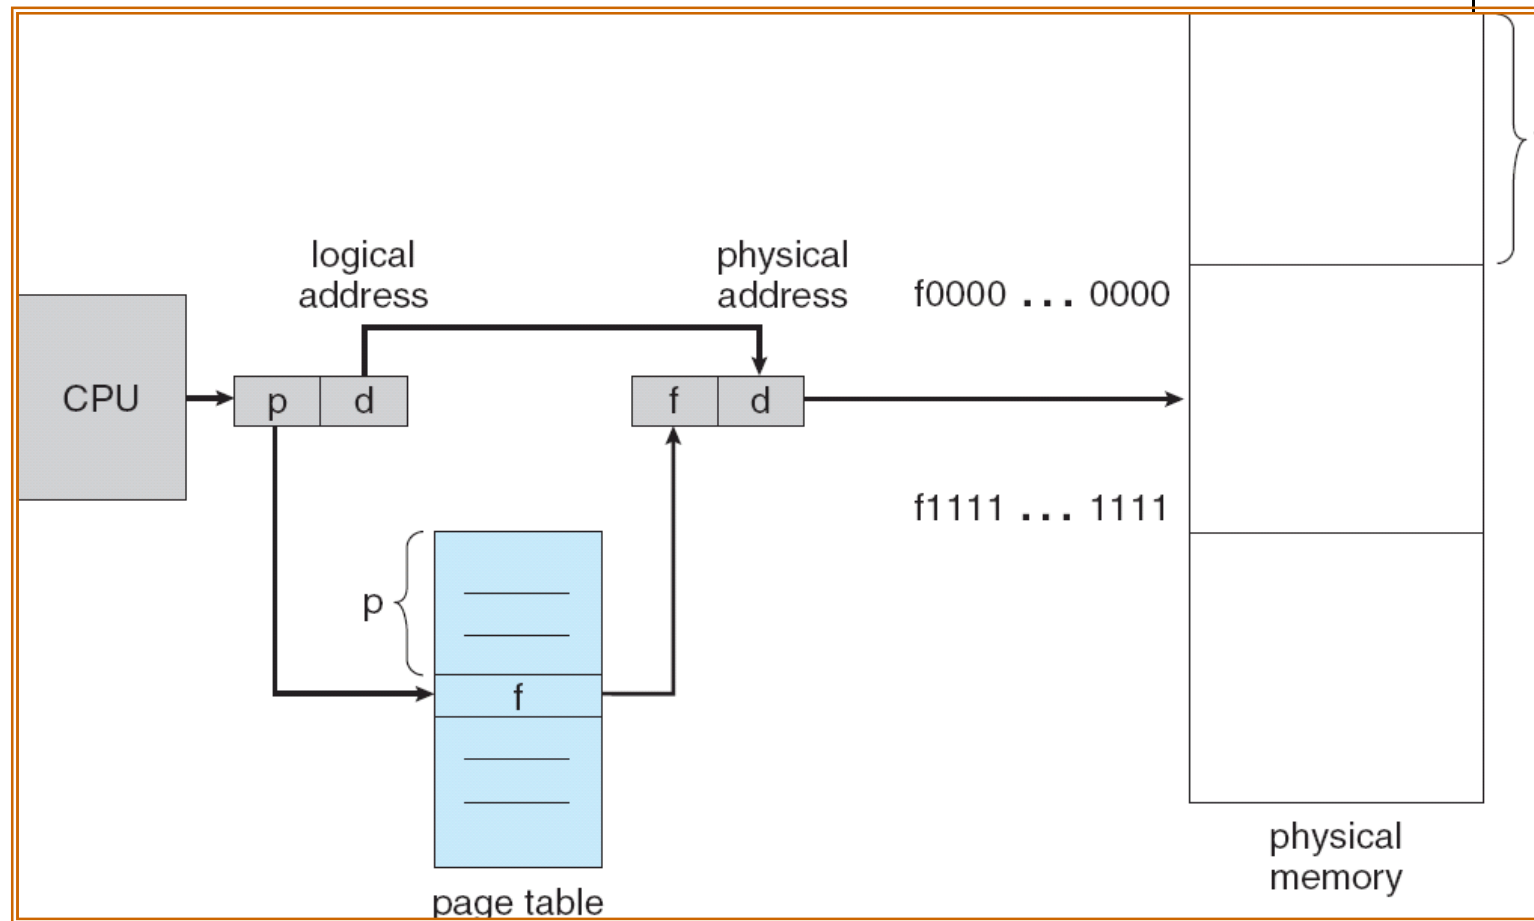 logical
address
physical
address
f0000 ... 0000
CPU
p
d
f
d
f1111 ... 1111
p
f
page table
physical
memory